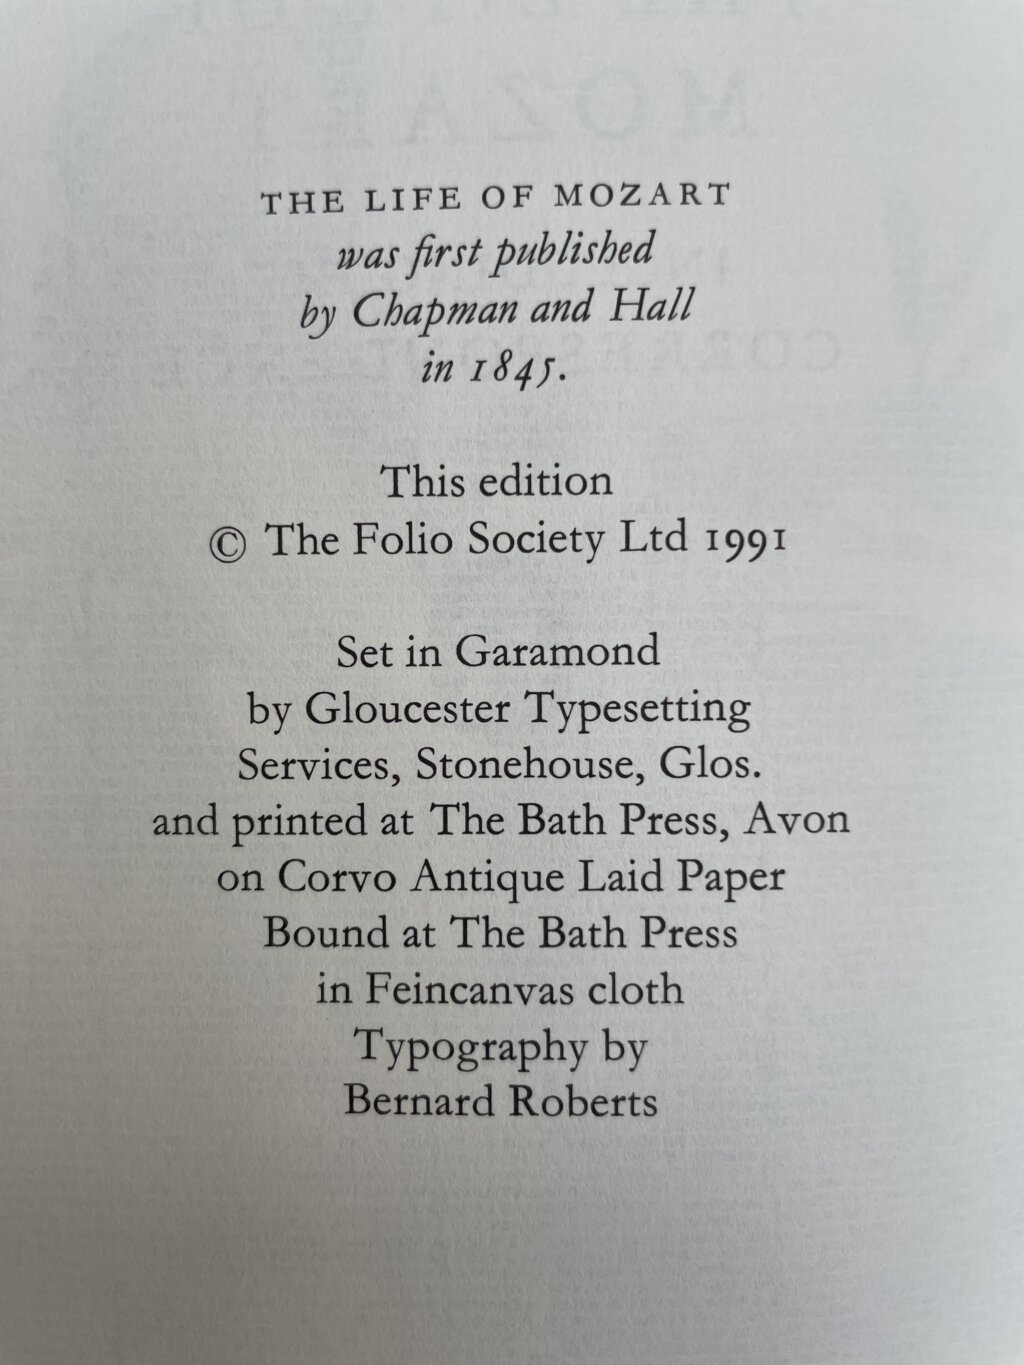 THE LIFE OF MOZART
was first published
by Chapman and Hall
in 1845.
This edition
© The Folio Society Ltd 1991
Set in Garamond
by Gloucester Typesetting
Services, Stonehouse, Glos.
and printed at The Bath Press, Avon
on Corvo Antique Laid Paper
Bound at The Bath Press
in Feincanvas cloth
Typography by
Bernard Roberts